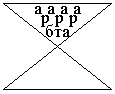 а а а а
р р р
бта